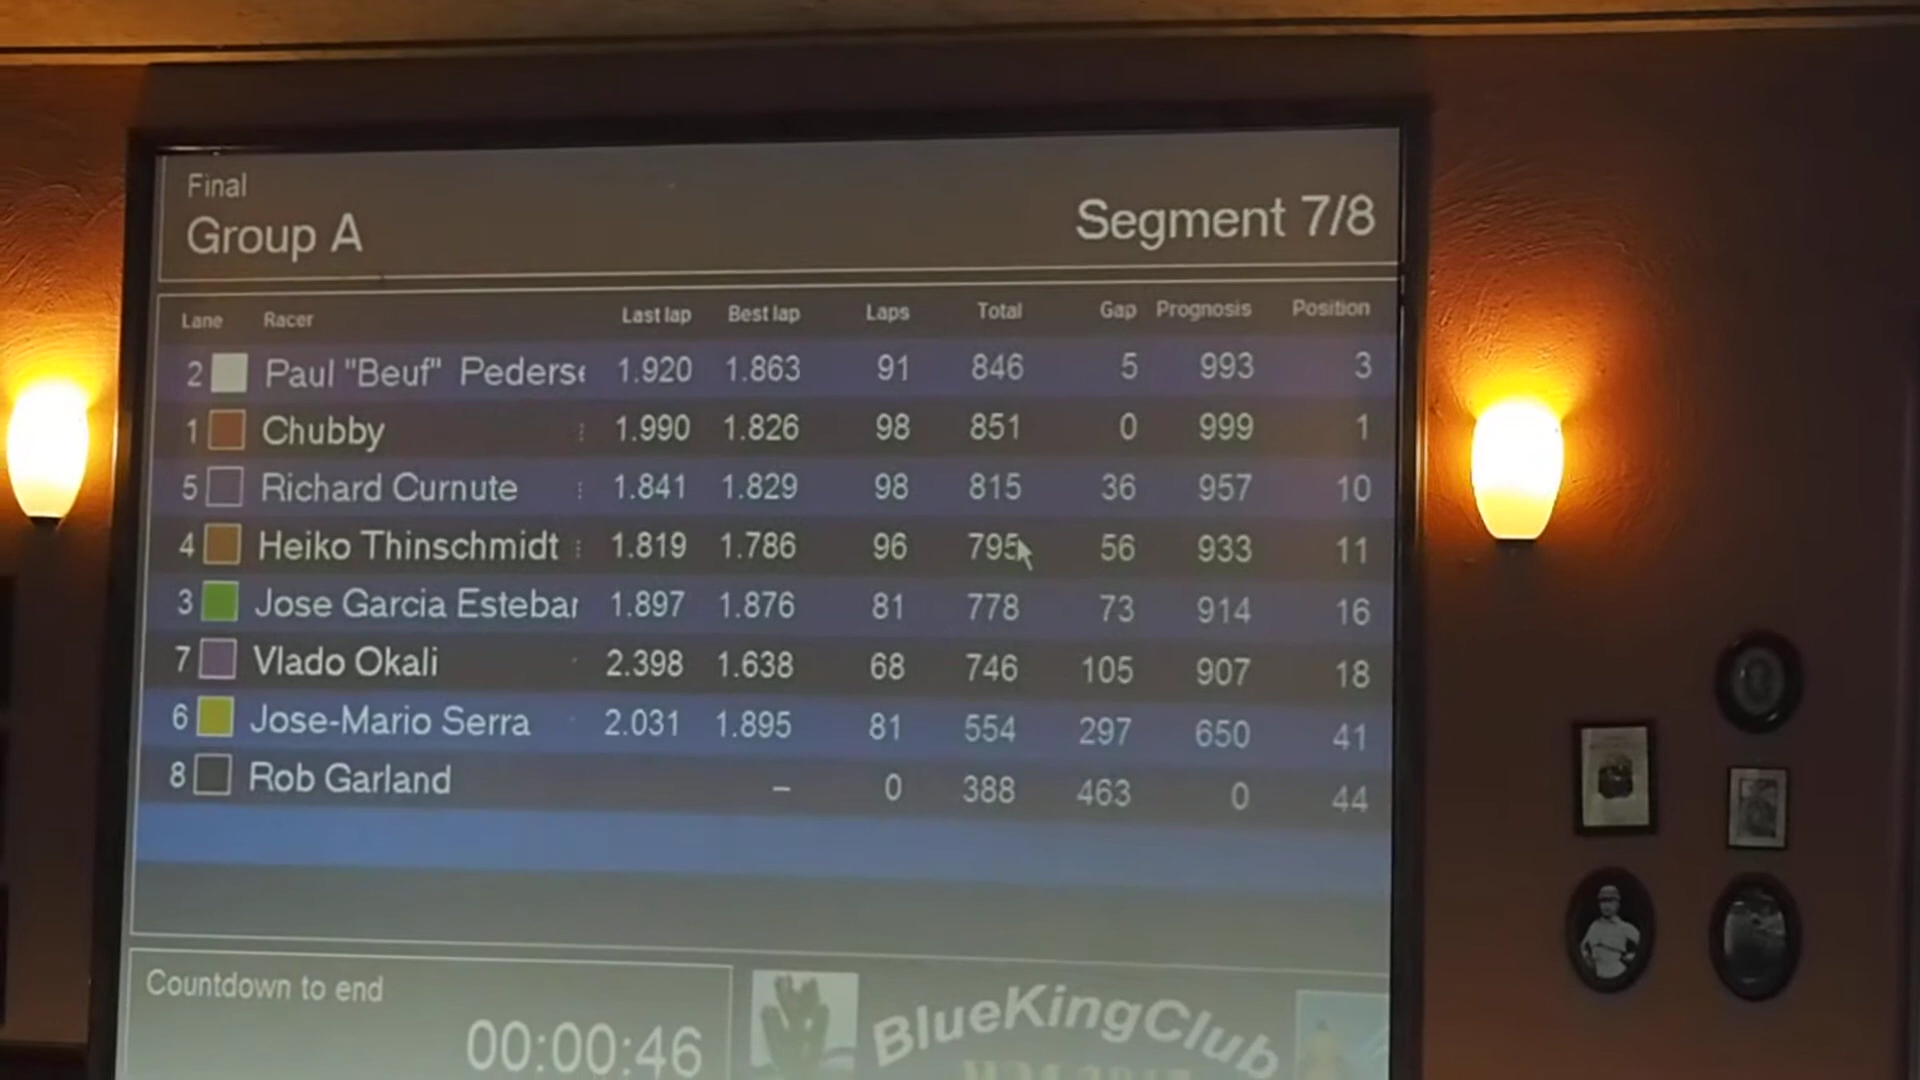 Final
Group A
Segment 7/8
Lane Racer Last lap Best lap Laps Total Gap Prognosis Position
2 Paul "Beuf" Peders 1.920 1.863 91 846 5 993 3
1 Chubby 1.990 1.826 98 851 0 999 1
5 Richard Curnute 1.841 1.829 98 815 36 957 10
4 Heiko Thinschmidt 1.819 1.786 96 795 56 933 11
3 Jose Garcia Esteba 1.897 1.876 81 778 73 914 16
7 Vlado Okali 2.398 1.638 68 746 105 907 18
6 Jose-Mario Serra 2.031 1.895 81 554 297 650 41
8 Rob Garland – 0 388 463 0 44
Countdown to end
00:00:46
BlueKingClub